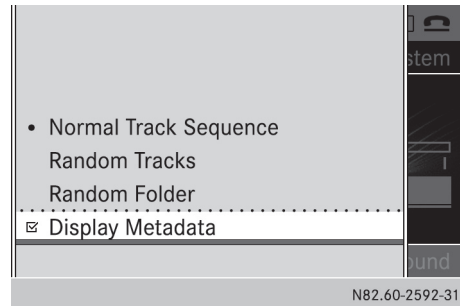 stem
• Normal Track Sequence
Random Tracks
Random Folder
☑ Display Metadata
ound
N82.60-2592-31